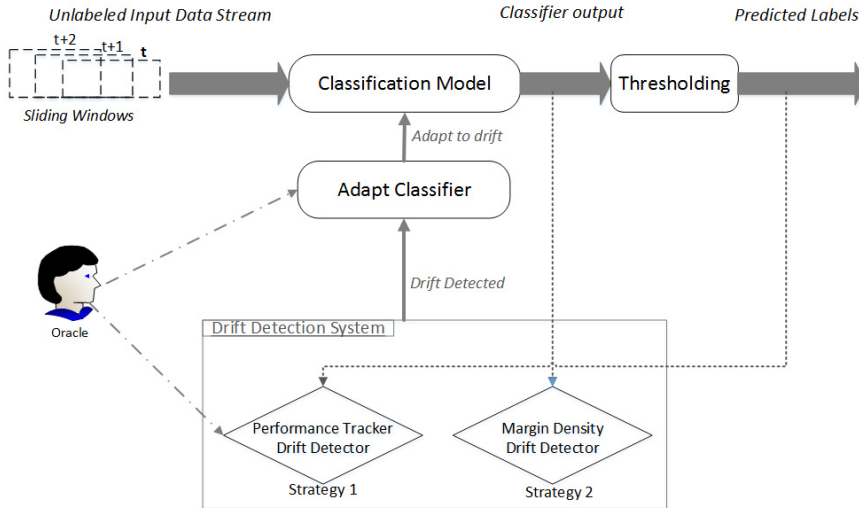 Unlabeled Input Data Stream
Classifier output
Predicted Labels
t+2
t+1
t
Sliding Windows
Classification Model
Thresholding
Adapt to drift
Adapt Classifier
Drift Detected
Oracle
Drift Detection System
Performance Tracker
Drift Detector
Strategy 1
Margin Density
Drift Detector
Strategy 2